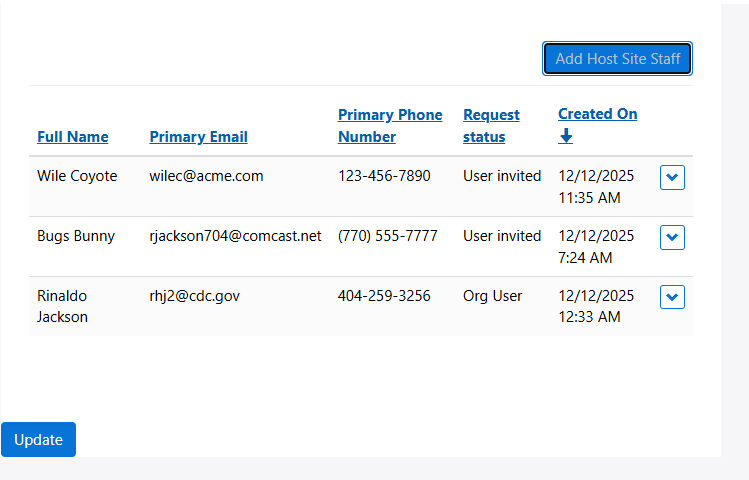 Add Host Site Staff
Full Name Primary Email Primary Phone Number Request status Created On
Wile Coyote wilec@acme.com 123-456-7890 User invited 12/12/2025 11:35 AM
Bugs Bunny rjackson704@comcast.net (770) 555-7777 User invited 12/12/2025 7:24 AM
Rinaldo Jackson rhj2@cdc.gov 404-259-3256 Org User 12/12/2025 12:33 AM
Update